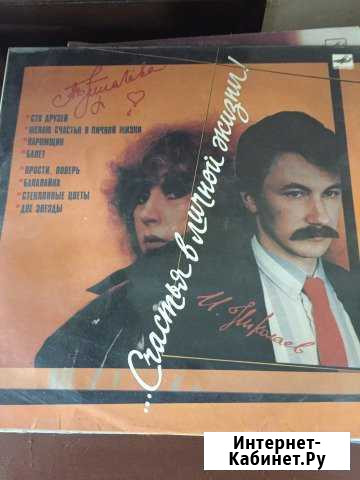 А. Пугачева
*СТО ДРУЗЕЙ
*ЖЕЛАЮ СЧАСТЬЯ В ЛИЧНОЙ ЖИЗНИ
*ПАРОМЩИК
*БАЛЕТ
*ПРОСТИ, ПОВЕРЬ
*БАЛАЛАЙКА
*СТЕКЛЯННЫЕ ЦВЕТЫ
*ДВЕ ЗВЕЗДЫ
...Счастья в личной жизни!
И. Николаев
Интернет-
Кабинет.Ру